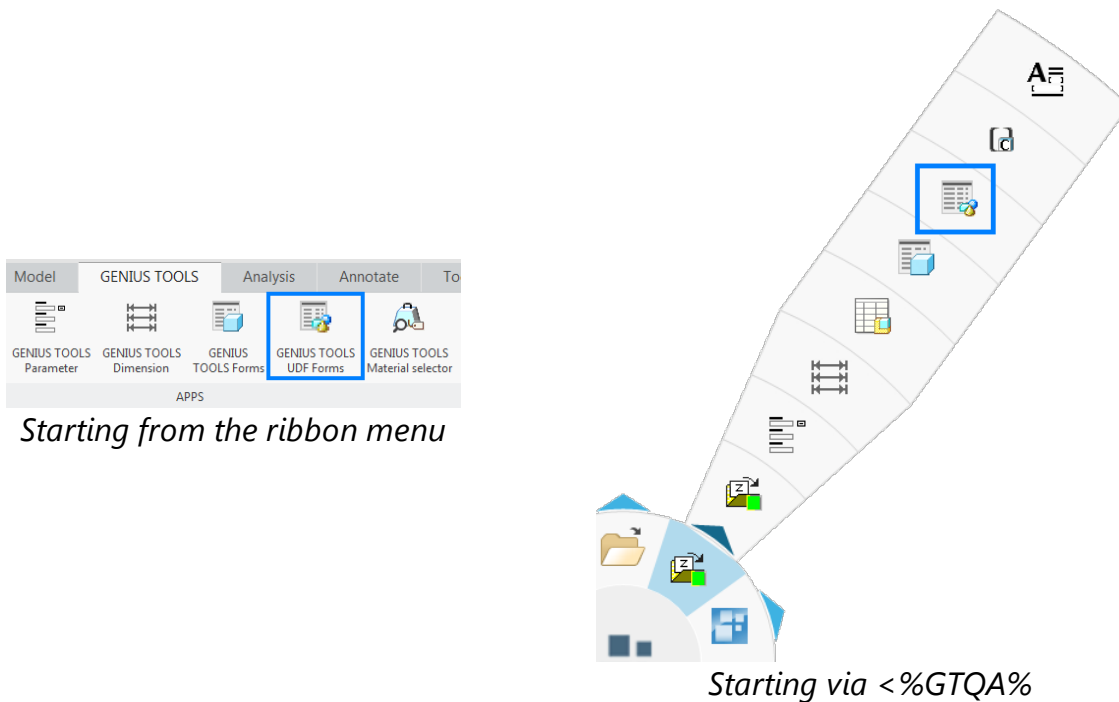 Model GENIUS TOOLS Analysis Annotate To
GENIUS TOOLS GENIUS TOOLS GENIUS GENIUS TOOLS GENIUS TOOLS
Parameter Dimension TOOLS Forms UDF Forms Material selector
APPS
Starting from the ribbon menu
A
C
Z
Z
Starting via <%GTQA%